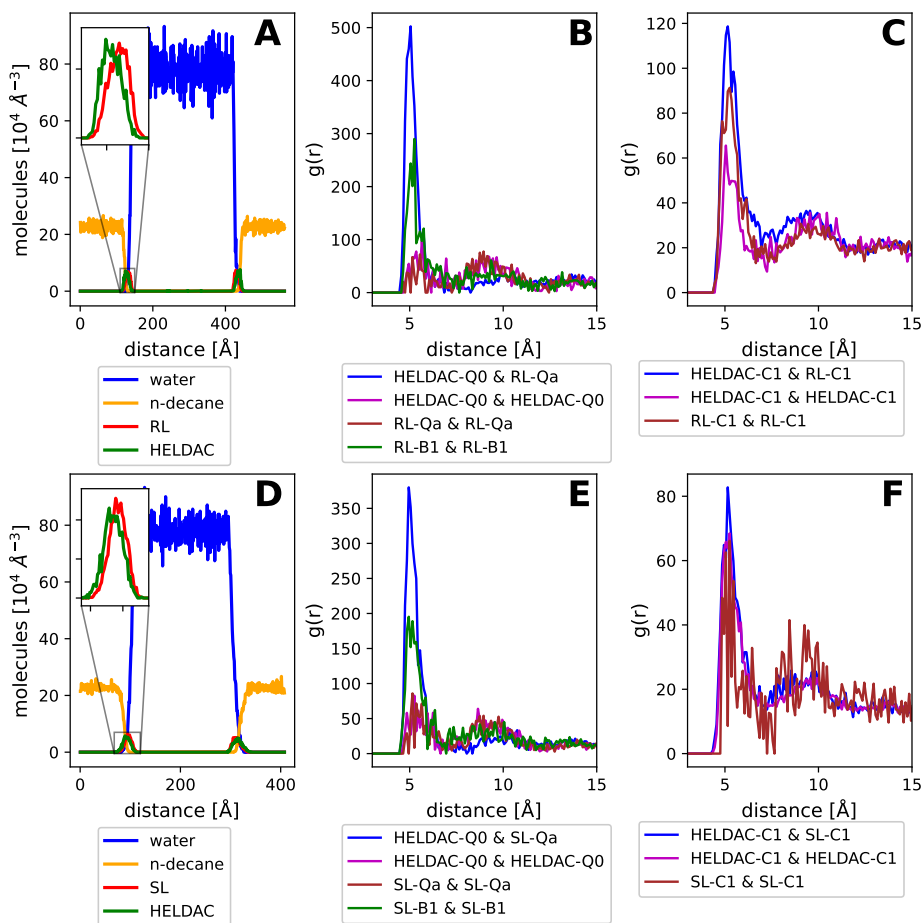 A
molecules [10⁴ Å⁻³]
80
60
40
20
0
0
200
400
distance [Å]
water
n-decane
RL
HELDAC
B
g(r)
500
400
300
200
100
0
5
10
15
distance [Å]
HELDAC-Q0 & RL-Qa
HELDAC-Q0 & HELDAC-Q0
RL-Qa & RL-Qa
RL-B1 & RL-B1
C
g(r)
120
100
80
60
40
20
0
5
10
15
distance [Å]
HELDAC-C1 & RL-C1
HELDAC-C1 & HELDAC-C1
RL-C1 & RL-C1
D
molecules [10⁴ Å⁻³]
80
60
40
20
0
0
200
400
distance [Å]
water
n-decane
SL
HELDAC
E
g(r)
350
300
250
200
150
100
50
0
5
10
15
distance [Å]
HELDAC-Q0 & SL-Qa
HELDAC-Q0 & HELDAC-Q0
SL-Qa & SL-Qa
SL-B1 & SL-B1
F
g(r)
80
60
40
20
0
5
10
15
distance [Å]
HELDAC-C1 & SL-C1
HELDAC-C1 & HELDAC-C1
SL-C1 & SL-C1